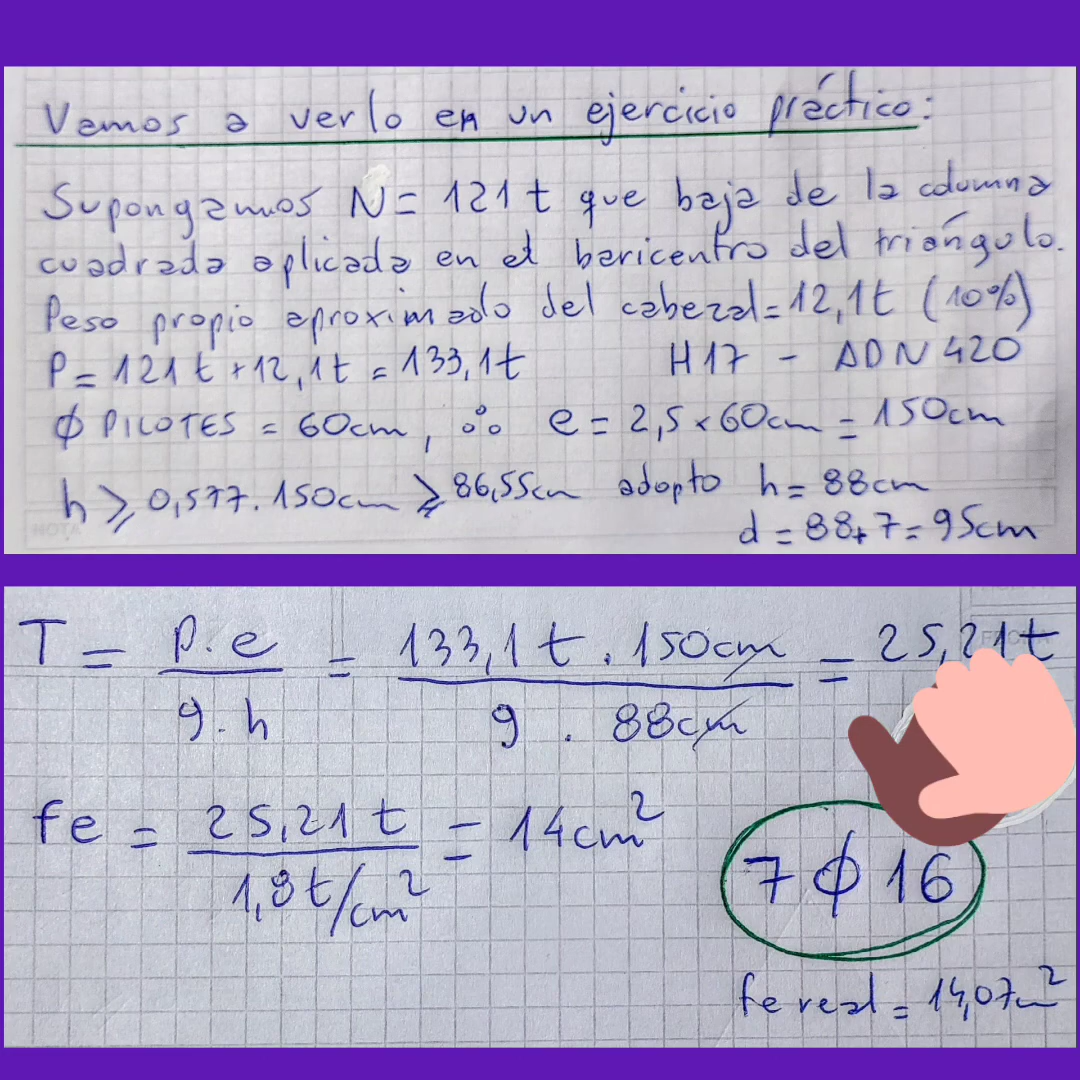 Vamos a verlo en un ejercicio práctico:
Supongamos N = 121 t que baja de la columna
cuadrada aplicada en el baricentro del triángulo.
Peso propio aproximado del cabezal = 12,1t (10%)
P = 121 t + 12,1t = 133,1t H17 - ADN 420
φ PILOTES = 60cm, ∴ e = 2,5 x 60cm = 150cm
h ⩾ 0,577. 150cm ⩾ 86,55cm adopto h = 88cm
d = 88 + 7 = 95cm
T = P. e / 9. h = 133,1 t . 150cm / 9 . 88cm = 25,21 t
fe = 25,21 t / 1,8 t/cm² = 14cm²
7 φ 16
fe real = 14,07cm²